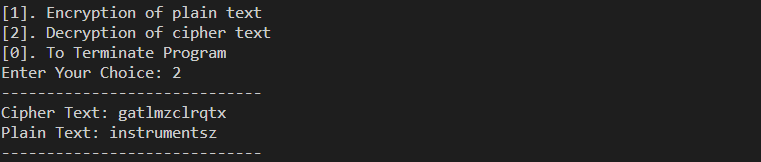 [1]. Encryption of plain text
[2]. Decryption of cipher text
[0]. To Terminate Program
Enter Your Choice: 2
-----------------------------
Cipher Text: gatlmzclrqtx
Plain Text: instrumentsz
-----------------------------